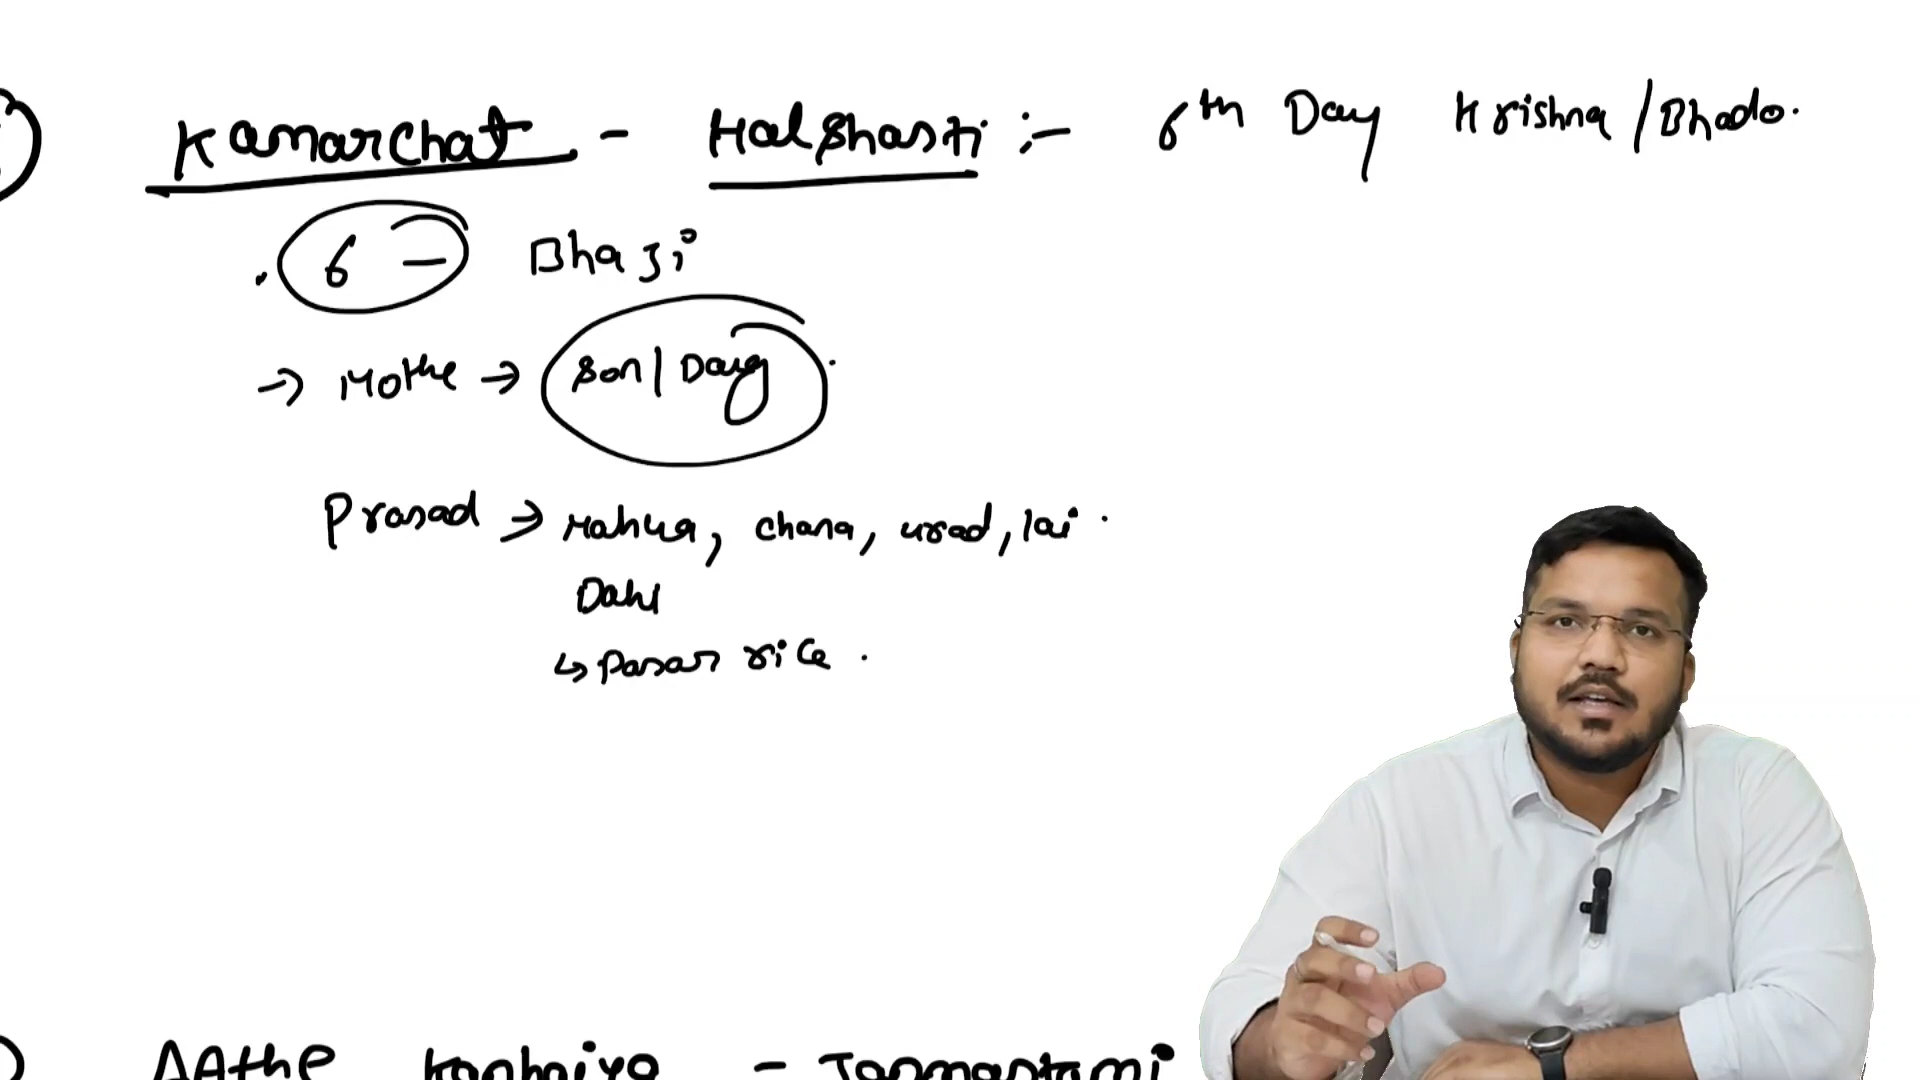 Kamarchat - Halshasti :- 6th Day Krishna / Bhado.
. 6 - Bhaji
→ Mothe → Son / Daug .
Prasad → Mahua, chana, urad, lai .
Dahi
↳ Pasar rice .
AAthe Kanhaiya - Janmastami